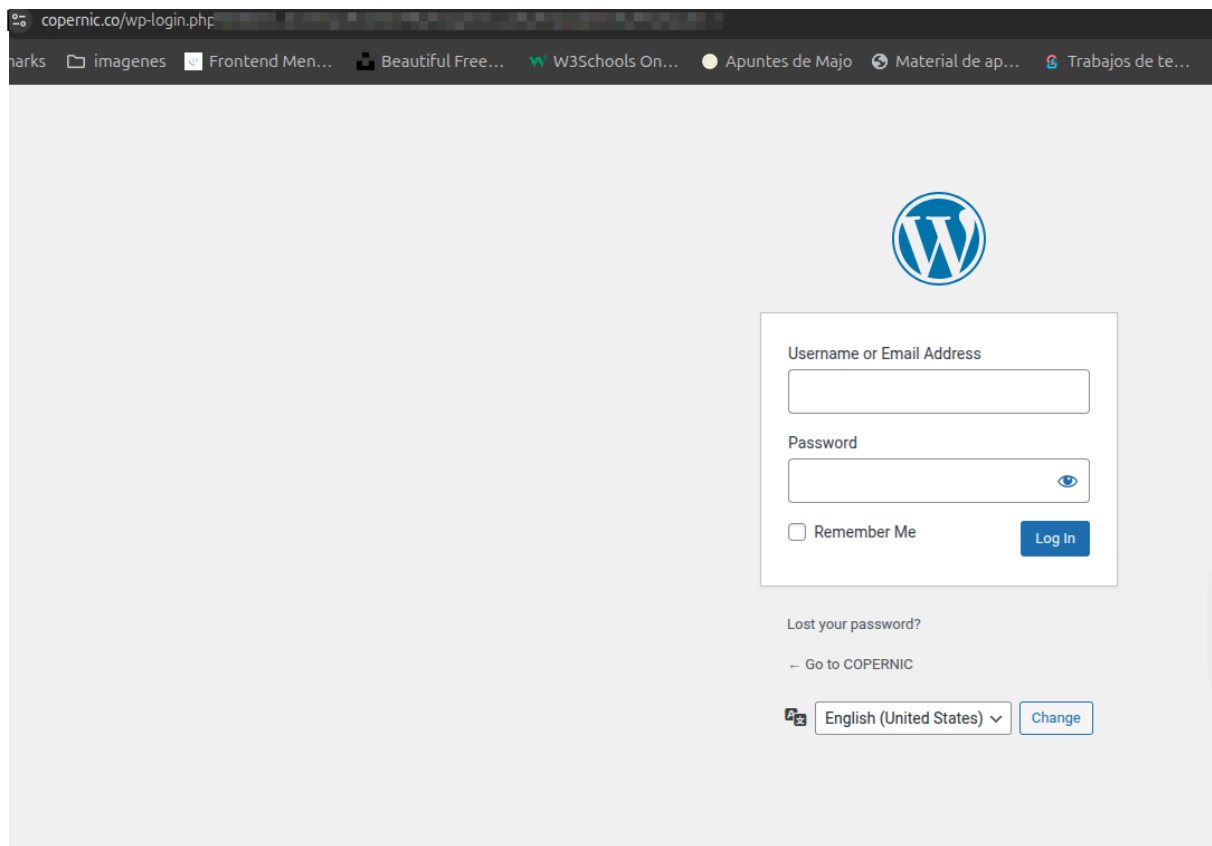 copernic.co/wp-login.php
narks imagenes Frontend Men... Beautiful Free... W3Schools On... Apuntes de Majo Material de ap... Trabajos de te...
Username or Email Address
Password
Remember Me
Log In
Lost your password?
← Go to COPERNIC
English (United States) Change